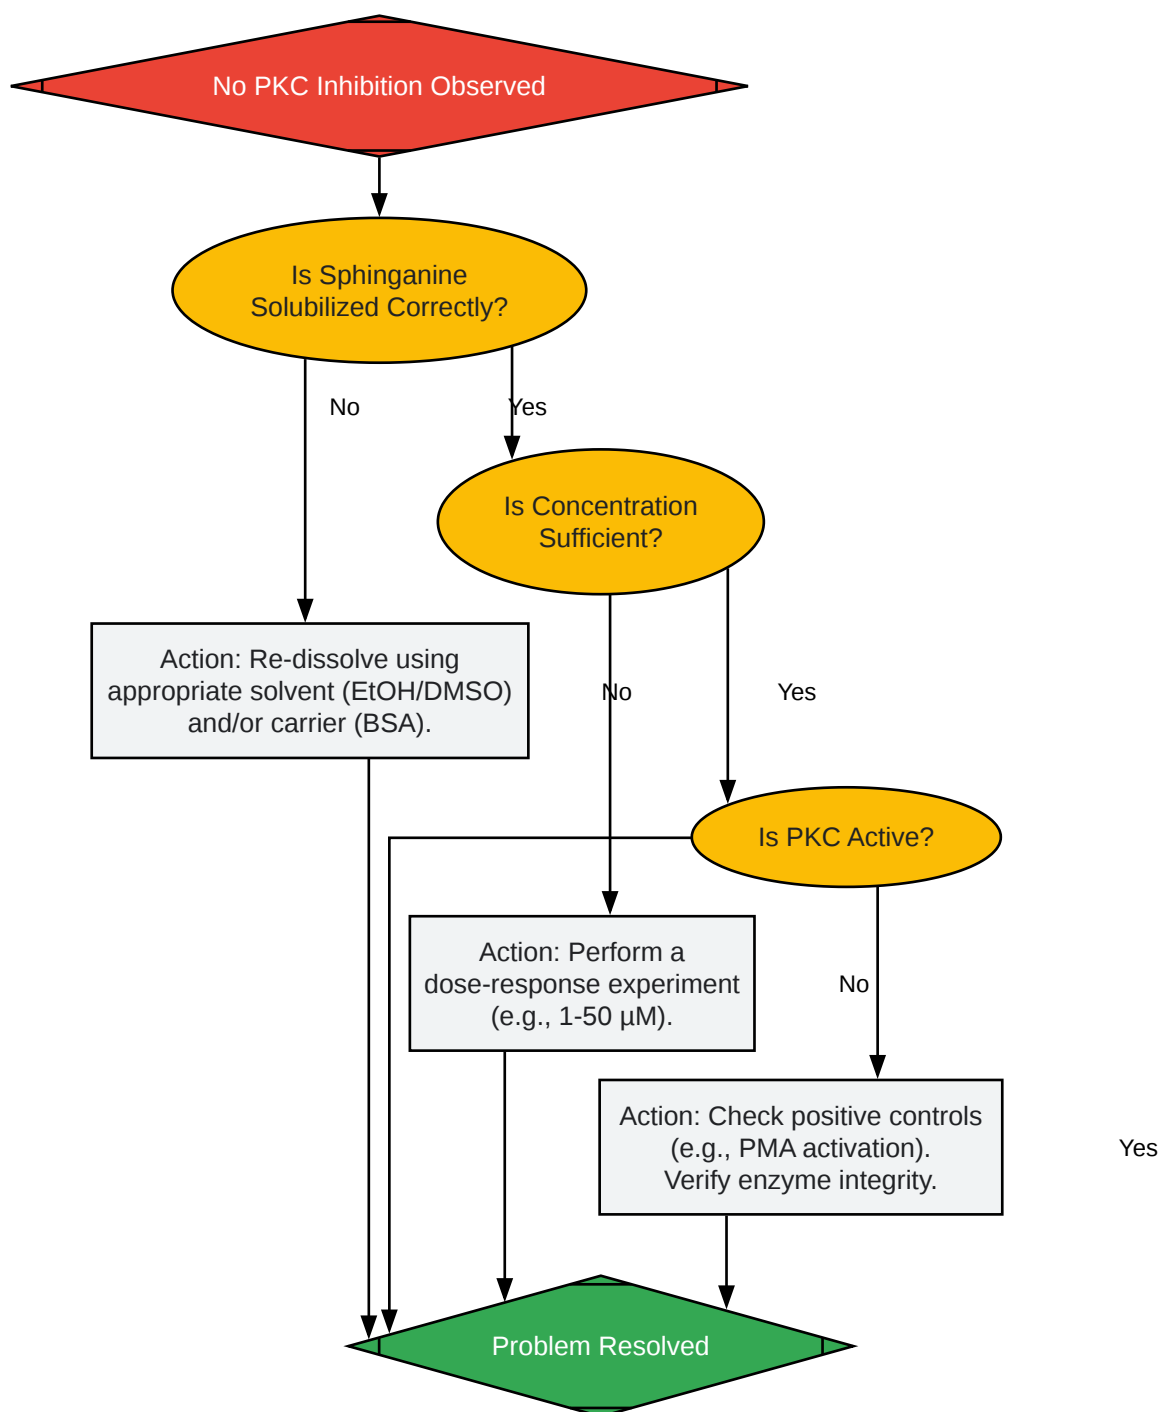 No PKC Inhibition Observed
Is Sphinganine
Solubilized Correctly?
No
Yes
Is Concentration
Sufficient?
Action: Re-dissolve using
appropriate solvent (EtOH/DMSO)
and/or carrier (BSA).
No
Yes
Is PKC Active?
Action: Perform a
dose-response experiment
(e.g., 1-50 µM).
No
Action: Check positive controls
(e.g., PMA activation).
Verify enzyme integrity.
Yes
Problem Resolved